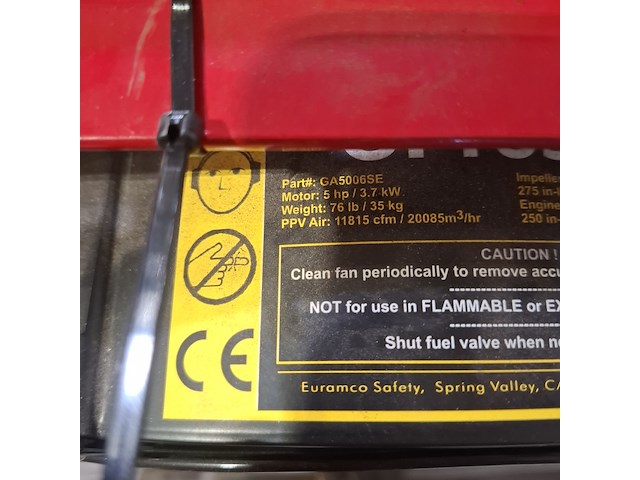 Part#: GA5006SE
Motor: 5 hp / 3.7 kW
Weight: 76 lb / 35 kg
PPV Air: 11815 cfm / 20085m3/hr
Impelle
275 in-
Engine
250 in-
CAUTION !
Clean fan periodically to remove accu
NOT for use in FLAMMABLE or EX
Shut fuel valve when no
CE
Euramco Safety, Spring Valley, CA